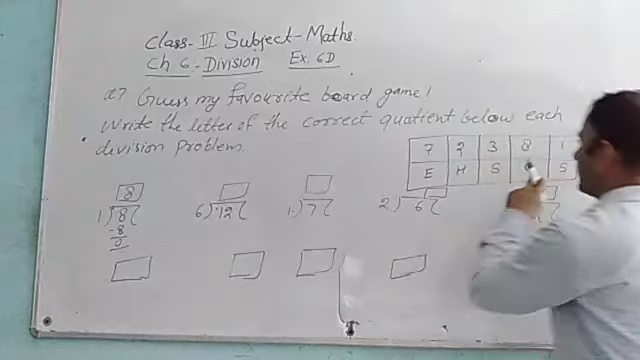 Class-III Subject-Maths.
Ch 6:- Division Ex. 6D
Q7 Guess my favourite board game!
Write the letter of the correct quotient below each
division problem.
7 2 3 8 1
E H S S
8
1)8(
-8
0
6)12(
1)7(
2)6(